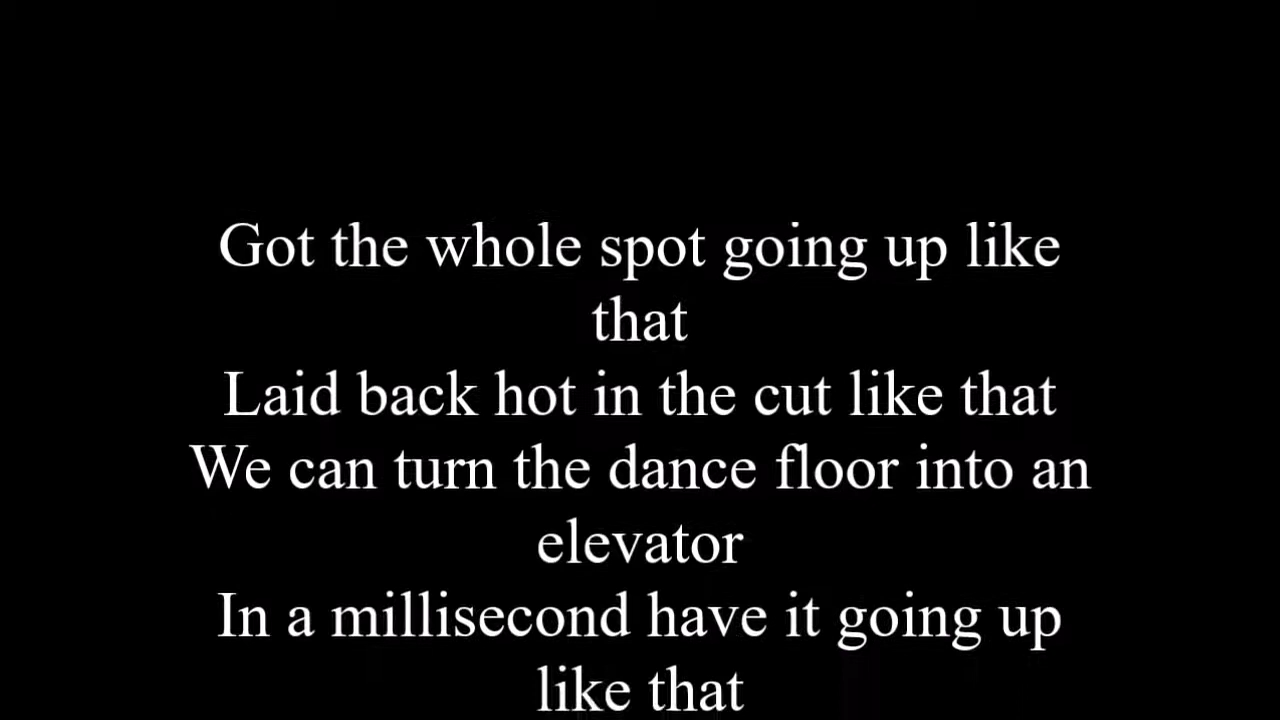 Got the whole spot going up like
that
Laid back hot in the cut like that
We can turn the dance floor into an
elevator
In a millisecond have it going up
like that